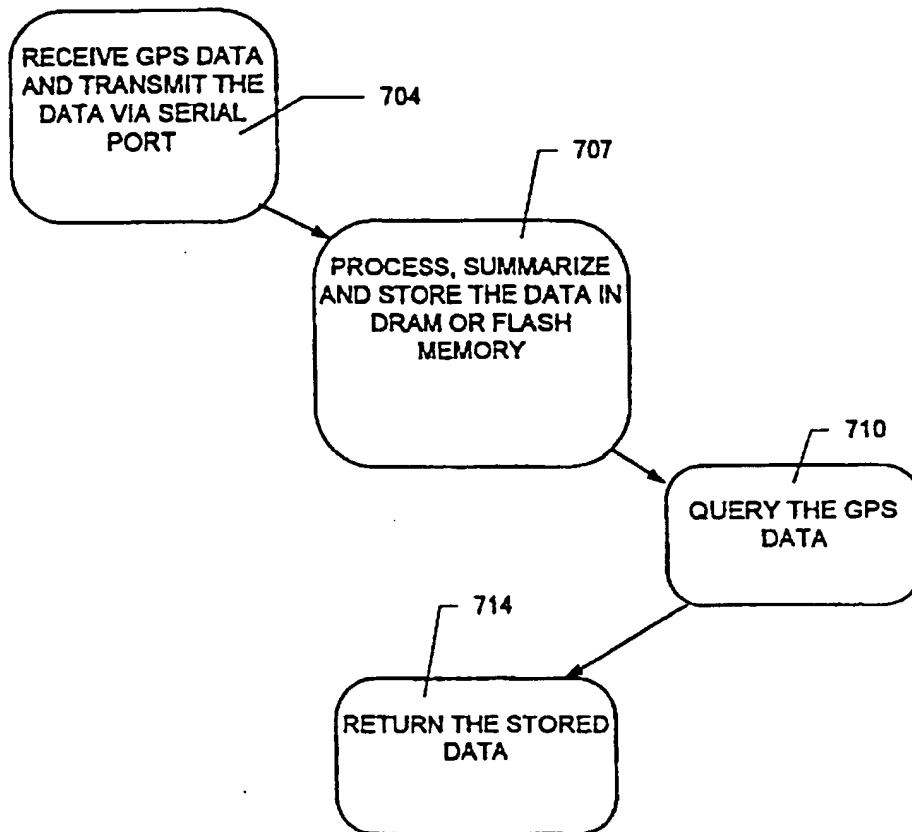 RECEIVE GPS DATA
AND TRANSMIT THE
DATA VIA SERIAL
PORT
704
707
PROCESS, SUMMARIZE
AND STORE THE DATA IN
DRAM OR FLASH
MEMORY
710
QUERY THE GPS
DATA
714
RETURN THE STORED
DATA